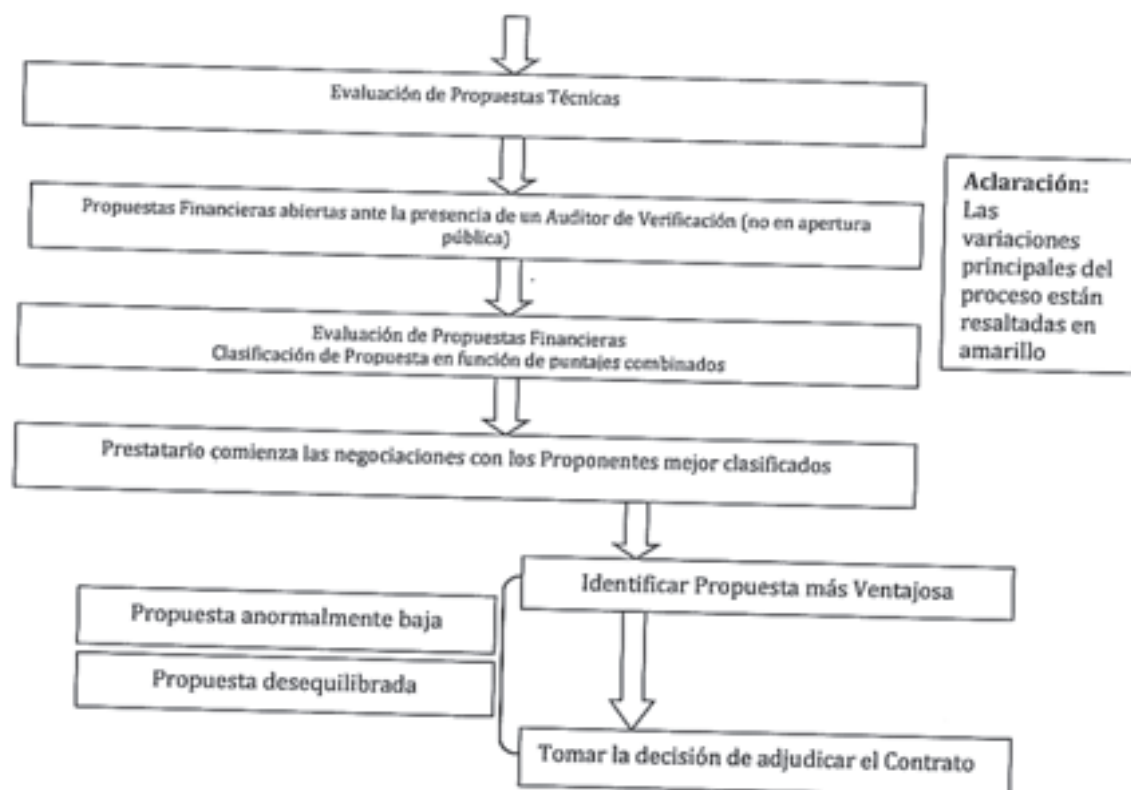 Evaluación de Propuestas Técnicas
Propuestas Financieras abiertas ante la presencia de un Auditor de Verificación (no en apertura
pública)
Aclaración:
Las
variaciones
principales del
proceso están
resaltadas en
amarillo
Evaluación de Propuestas Financieras
Clasificación de Propuesta en función de puntajes combinados
Prestatario comienza las negociaciones con los Proponentes mejor clasificados
Identificar Propuesta más Ventajosa
Propuesta anormalmente baja
Propuesta desequilibrada
Tomar la decisión de adjudicar el Contrato